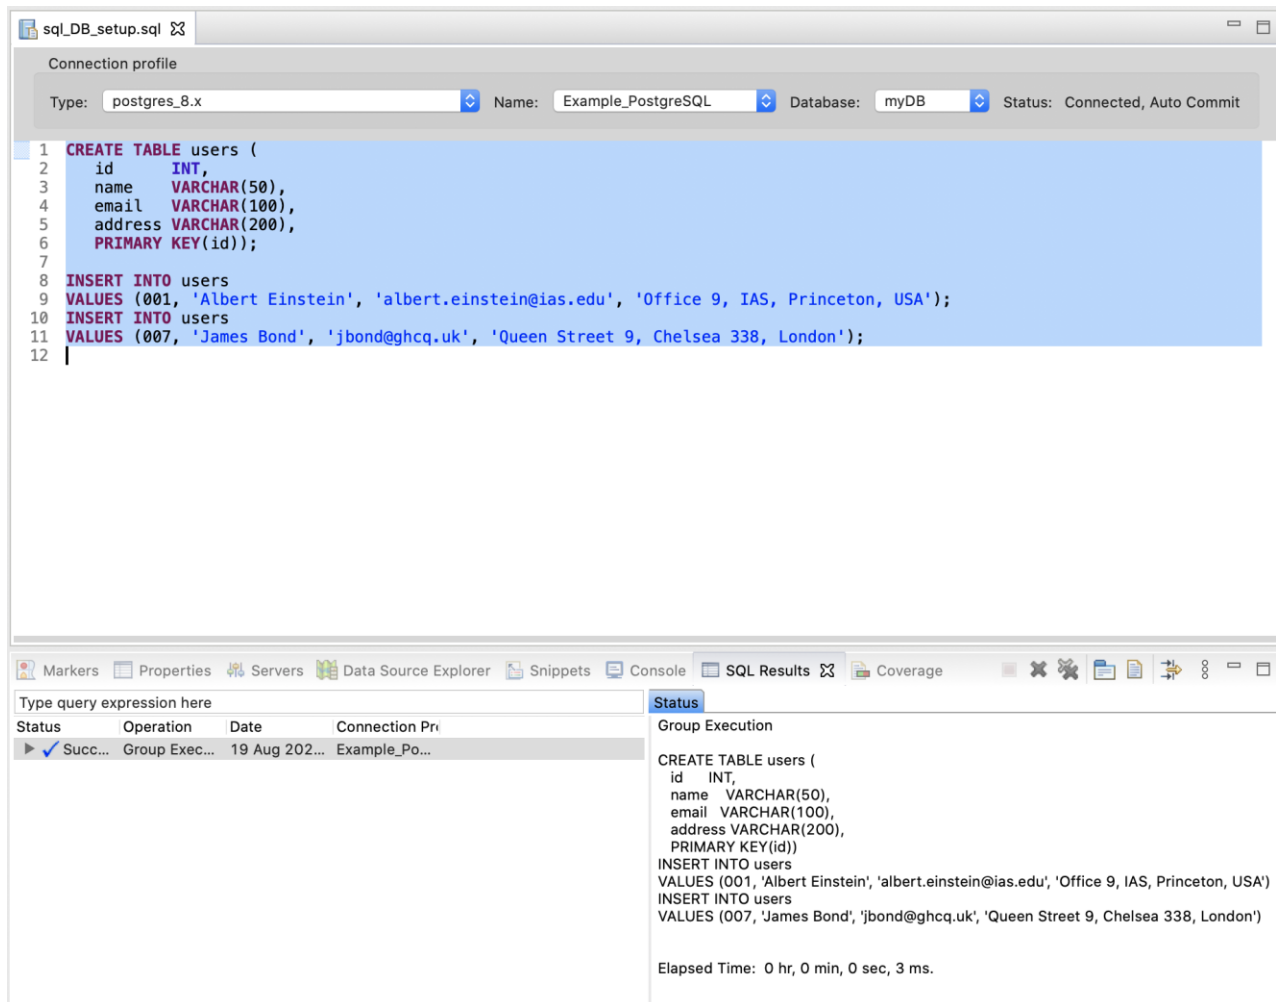 sql_DB_setup.sql
Connection profile
Type: postgres_8.x Name: Example_PostgreSQL Database: myDB Status: Connected, Auto Commit
1 CREATE TABLE users (
2 id INT,
3 name VARCHAR(50),
4 email VARCHAR(100),
5 address VARCHAR(200),
6 PRIMARY KEY(id));
7
8 INSERT INTO users
9 VALUES (001, 'Albert Einstein', 'albert.einstein@ias.edu', 'Office 9, IAS, Princeton, USA');
10 INSERT INTO users
11 VALUES (007, 'James Bond', 'jbond@ghcq.uk', 'Queen Street 9, Chelsea 338, London');
12
Markers Properties Servers Data Source Explorer Snippets Console SQL Results Coverage
Type query expression here
Status Operation Date Connection Pr
Succ... Group Exec... 19 Aug 202... Example_Po...
Status
Group Execution
CREATE TABLE users (
id INT,
name VARCHAR(50),
email VARCHAR(100),
address VARCHAR(200),
PRIMARY KEY(id))
INSERT INTO users
VALUES (001, 'Albert Einstein', 'albert.einstein@ias.edu', 'Office 9, IAS, Princeton, USA')
INSERT INTO users
VALUES (007, 'James Bond', 'jbond@ghcq.uk', 'Queen Street 9, Chelsea 338, London')
Elapsed Time: 0 hr, 0 min, 0 sec, 3 ms.